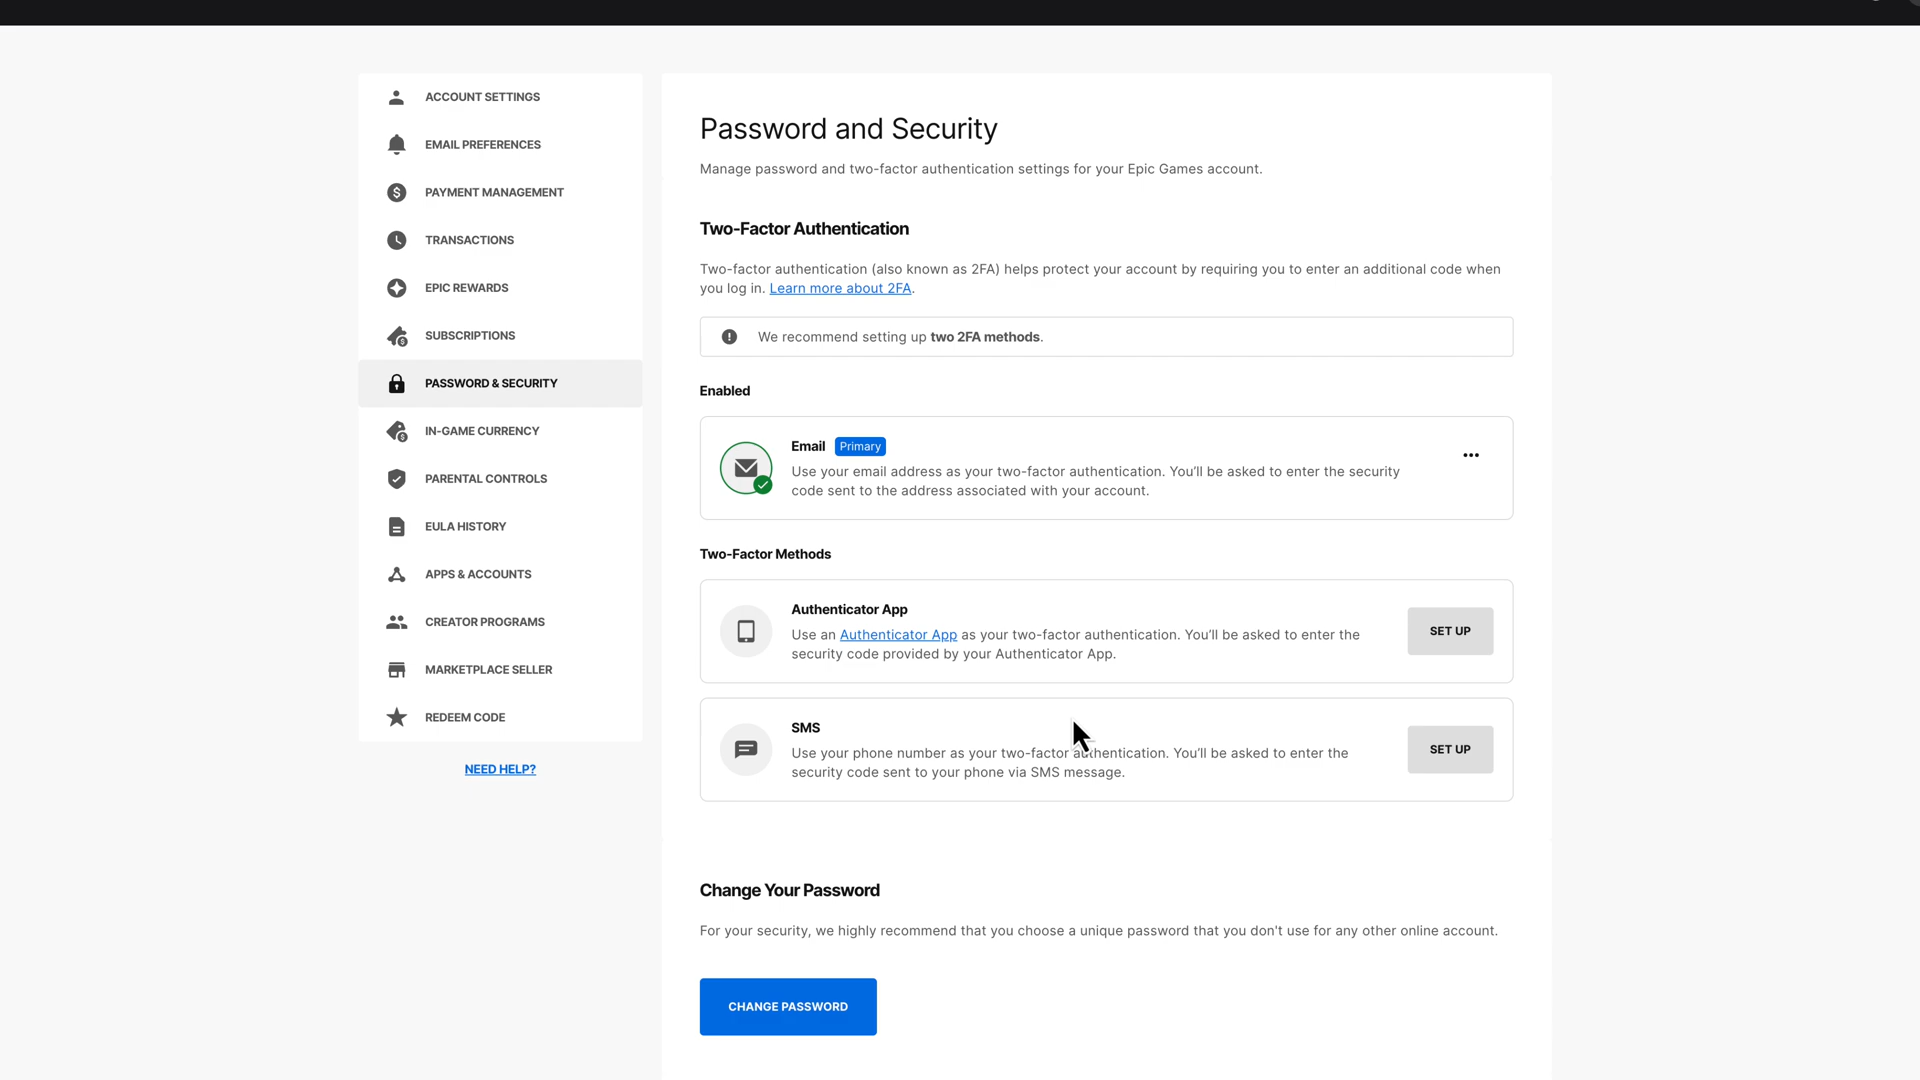 ACCOUNT SETTINGS
EMAIL PREFERENCES
PAYMENT MANAGEMENT
TRANSACTIONS
EPIC REWARDS
SUBSCRIPTIONS
PASSWORD & SECURITY
IN-GAME CURRENCY
PARENTAL CONTROLS
EULA HISTORY
APPS & ACCOUNTS
CREATOR PROGRAMS
MARKETPLACE SELLER
REDEEM CODE
NEED HELP?
Password and Security
Manage password and two-factor authentication settings for your Epic Games account.
Two-Factor Authentication
Two-factor authentication (also known as 2FA) helps protect your account by requiring you to enter an additional code when
you log in. Learn more about 2FA.
We recommend setting up two 2FA methods.
Enabled
Email Primary
Use your email address as your two-factor authentication. You'll be asked to enter the security
code sent to the address associated with your account.
Two-Factor Methods
Authenticator App
Use an Authenticator App as your two-factor authentication. You'll be asked to enter the
security code provided by your Authenticator App.
SET UP
SMS
Use your phone number as your two-factor authentication. You'll be asked to enter the
security code sent to your phone via SMS message.
SET UP
Change Your Password
For your security, we highly recommend that you choose a unique password that you don't use for any other online account.
CHANGE PASSWORD